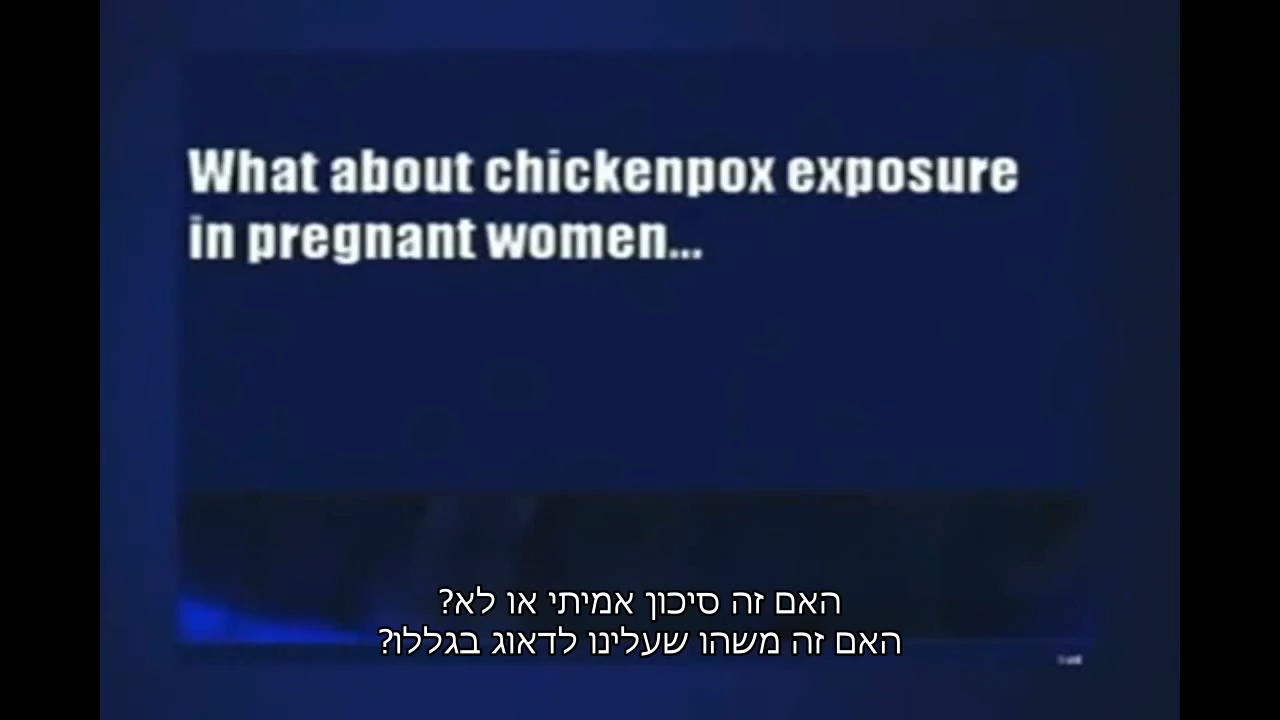 What about chickenpox exposure
in pregnant women...
האם זה סיכון אמיתי או לא?
האם זה משהו שעלינו לדאוג בגללו?